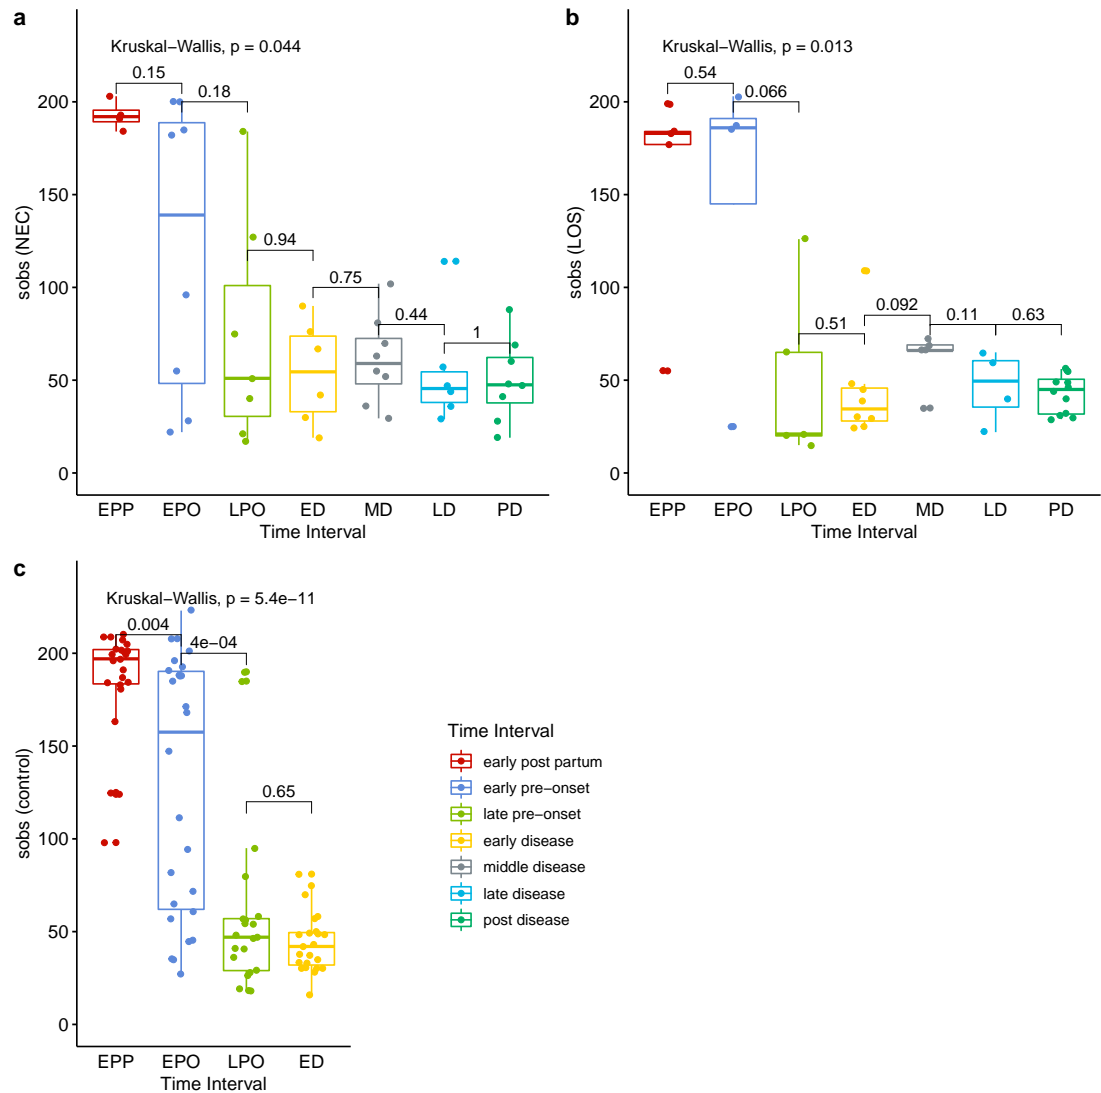 a
Kruskal−Wallis, p = 0.044
0.15
0.18
0.94
0.75
0.44
1
200
150
100
50
0
sobs (NEC)
EPP EPO LPO ED MD LD PD
Time Interval
b
Kruskal−Wallis, p = 0.013
0.54
0.066
0.51
0.092
0.11
0.63
200
150
100
50
0
sobs (LOS)
EPP EPO LPO ED MD LD PD
Time Interval
c
Kruskal−Wallis, p = 5.4e−11
0.004
4e−04
0.65
200
150
100
50
0
sobs (control)
EPP EPO LPO ED
Time Interval
Time Interval
early post partum
early pre−onset
late pre−onset
early disease
middle disease
late disease
post disease